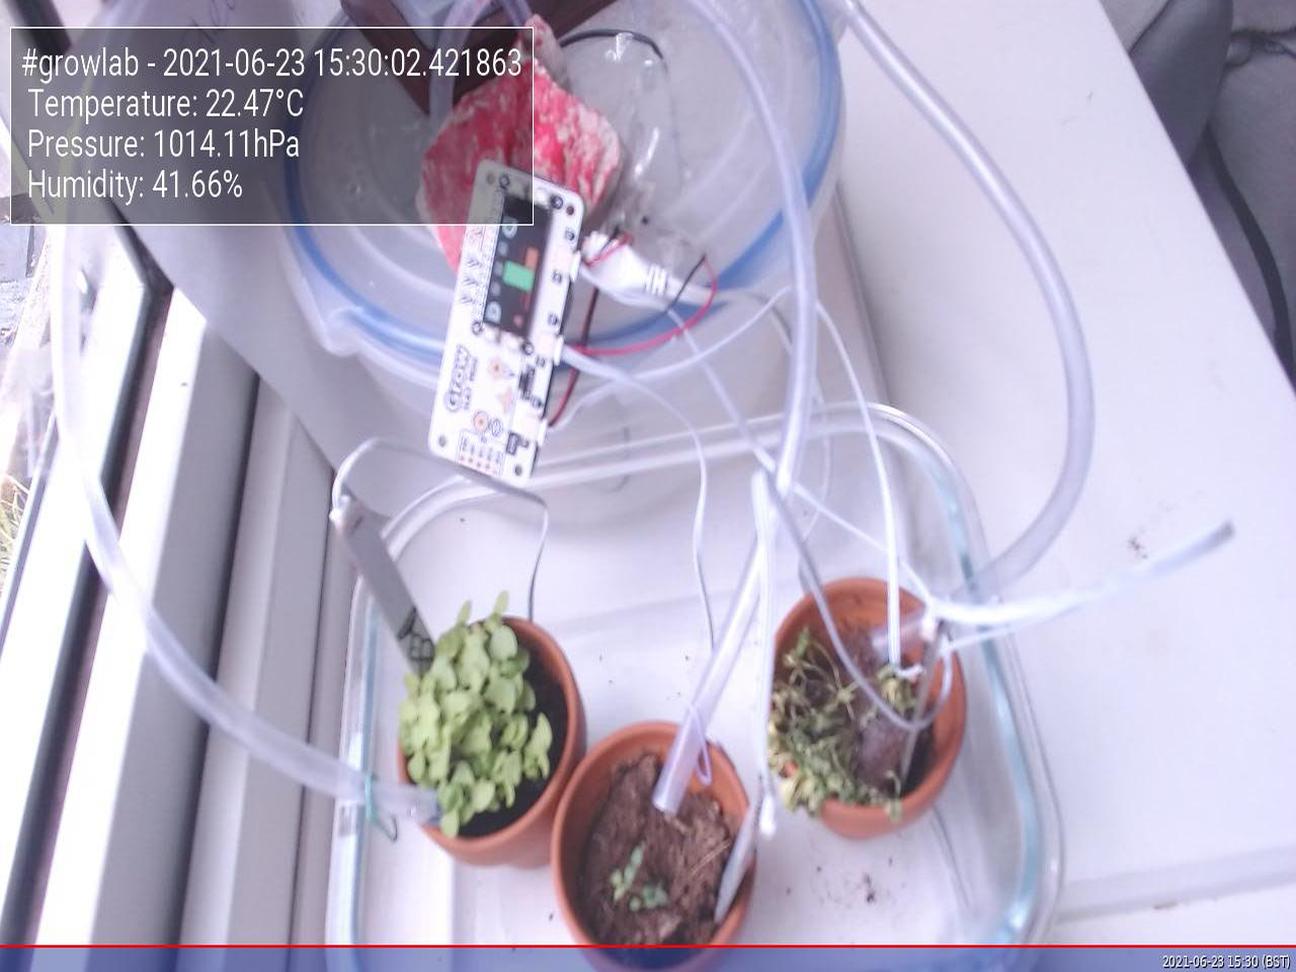 #growlab - 2021-06-23 15:30:02.421863
Temperature: 22.47°C
Pressure: 1014.11hPa
Humidity: 41.66%
GROW
2021-06-23 15:30 (BST)